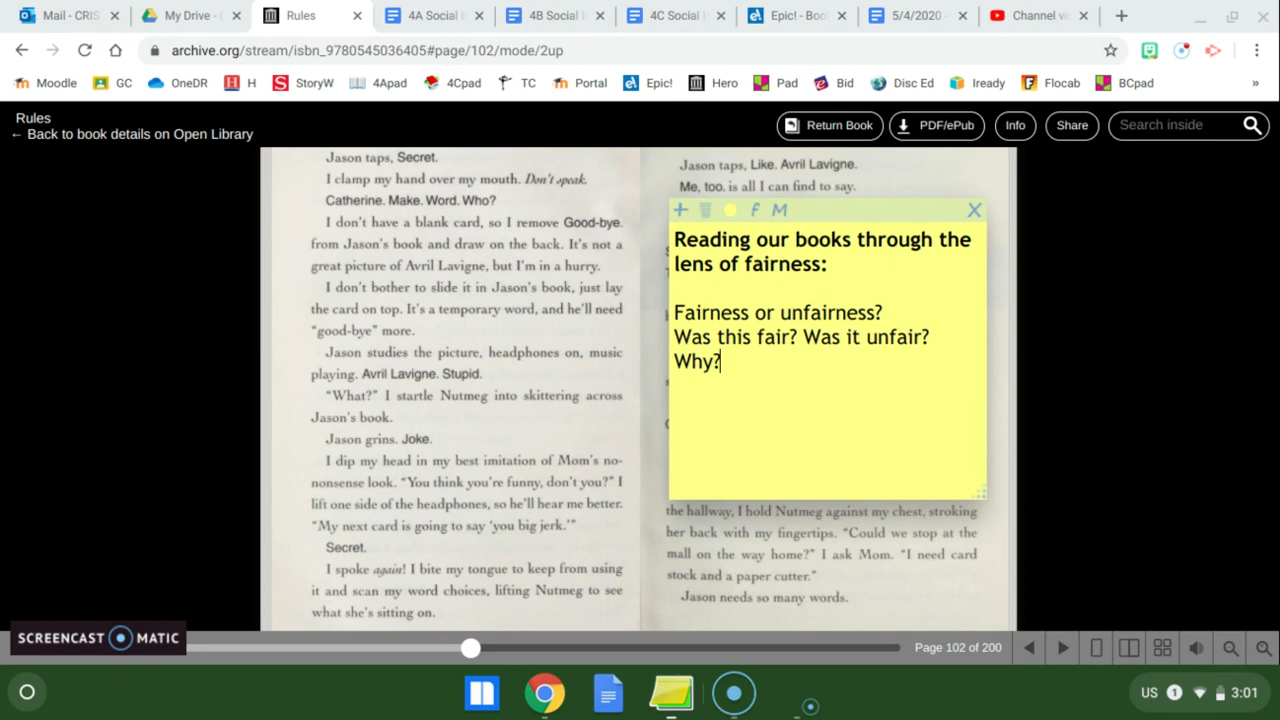 Mail - CRIS
My Drive - G
Rules
4A Social I
4B Social I
4C Social I
Epic! - Boo
5/4/2020 -
Channel vi
archive.org/stream/isbn_9780545036405#page/102/mode/2up
Moodle GC OneDR H StoryW 4Apad 4Cpad TC Portal Epic! Hero Pad Bid Disc Ed Iready Flocab BCpad »
Rules
← Back to book details on Open Library
Return Book PDF/ePub Info Share Search inside
Jason taps, Secret.
I clamp my hand over my mouth. Don't speak.
Catherine. Make. Word. Who?
I don't have a blank card, so I remove Good-bye.
from Jason's book and draw on the back. It's not a
great picture of Avril Lavigne, but I'm in a hurry.
I don't bother to slide it in Jason's book, just lay
the card on top. It's a temporary word, and he'll need
"good-bye" more.
Jason studies the picture, headphones on, music
playing. Avril Lavigne. Stupid.
"What?" I startle Nutmeg into skittering across
Jason's book.
Jason grins. Joke.
I dip my head in my best imitation of Mom's no-
nonsense look. "You think you're funny, don't you?" I
lift one side of the headphones, so he'll hear me better.
"My next card is going to say 'you big jerk.'"
Secret.
I spoke again! I bite my tongue to keep from using
it and scan my word choices, lifting Nutmeg to see
what she's sitting on.
Jason taps, Like. Avril Lavigne.
Me, too. is all I can find to say.
+ f M X
Reading our books through the
lens of fairness:
Fairness or unfairness?
Was this fair? Was it unfair?
Why?
the hallway, I hold Nutmeg against my chest, stroking
her back with my fingertips. "Could we stop at the
mall on the way home?" I ask Mom. "I need card
stock and a paper cutter."
Jason needs so many words.
SCREENCAST MATIC
Page 102 of 200
US 1 3:01